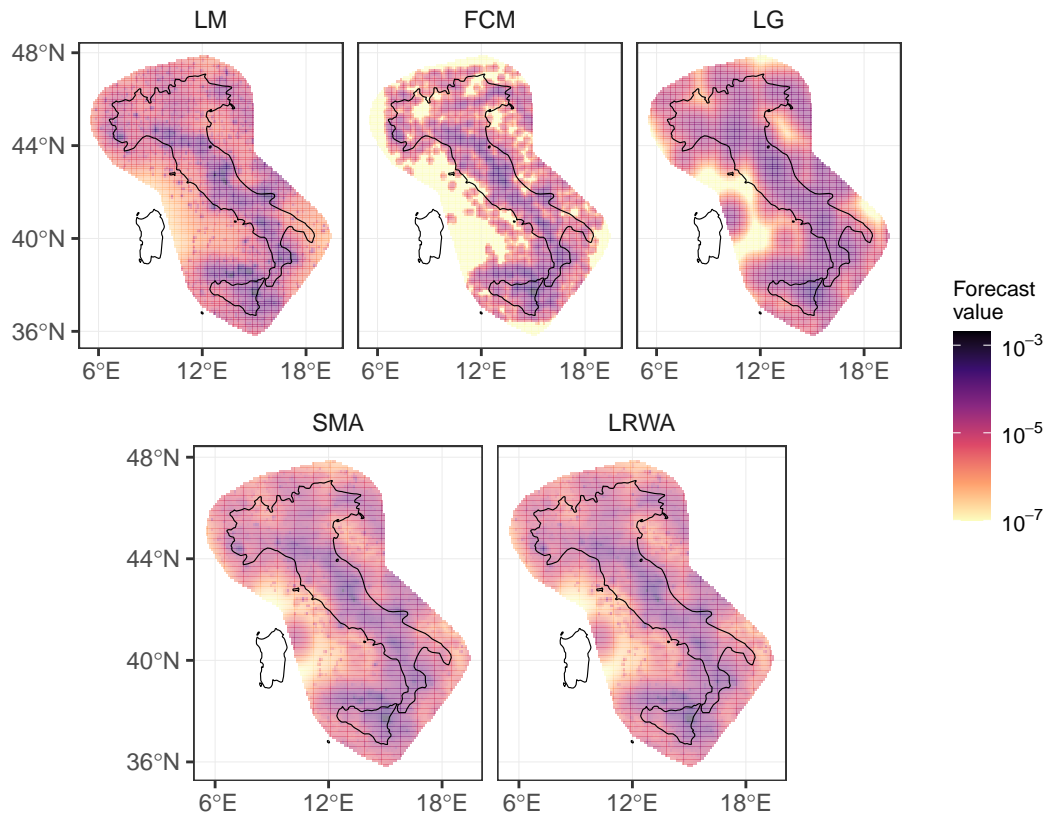 LM FCM LG
48°N
44°N
40°N
36°N
6°E 12°E 18°E 6°E 12°E 18°E 6°E 12°E 18°E
Forecast
value
10⁻³
10⁻⁵
10⁻⁷
SMA LRWA
48°N
44°N
40°N
36°N
6°E 12°E 18°E 6°E 12°E 18°E